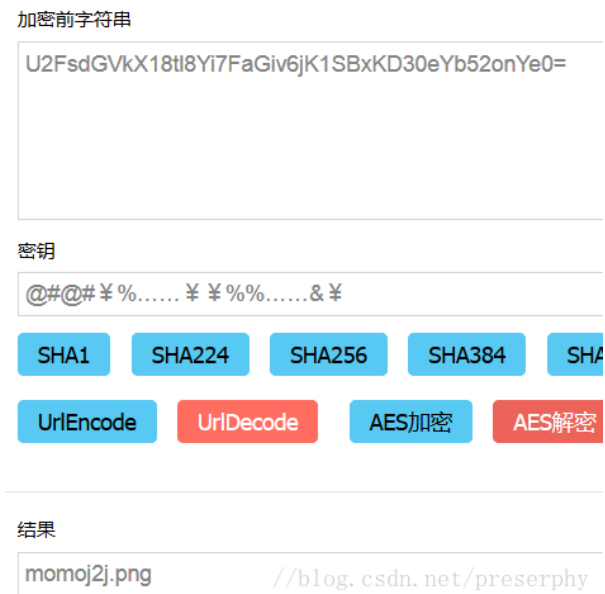 加密前字符串
U2FsdGVkX18tl8Yi7FaGiv6jK1SBxKD30eYb52onYe0=
密钥
@#@#￥%……￥￥%%……&￥
SHA1 SHA224 SHA256 SHA384 SHA
UrlEncode UrlDecode AES加密 AES解密
结果
momoj2j.png
//blog.csdn.net/preserphy